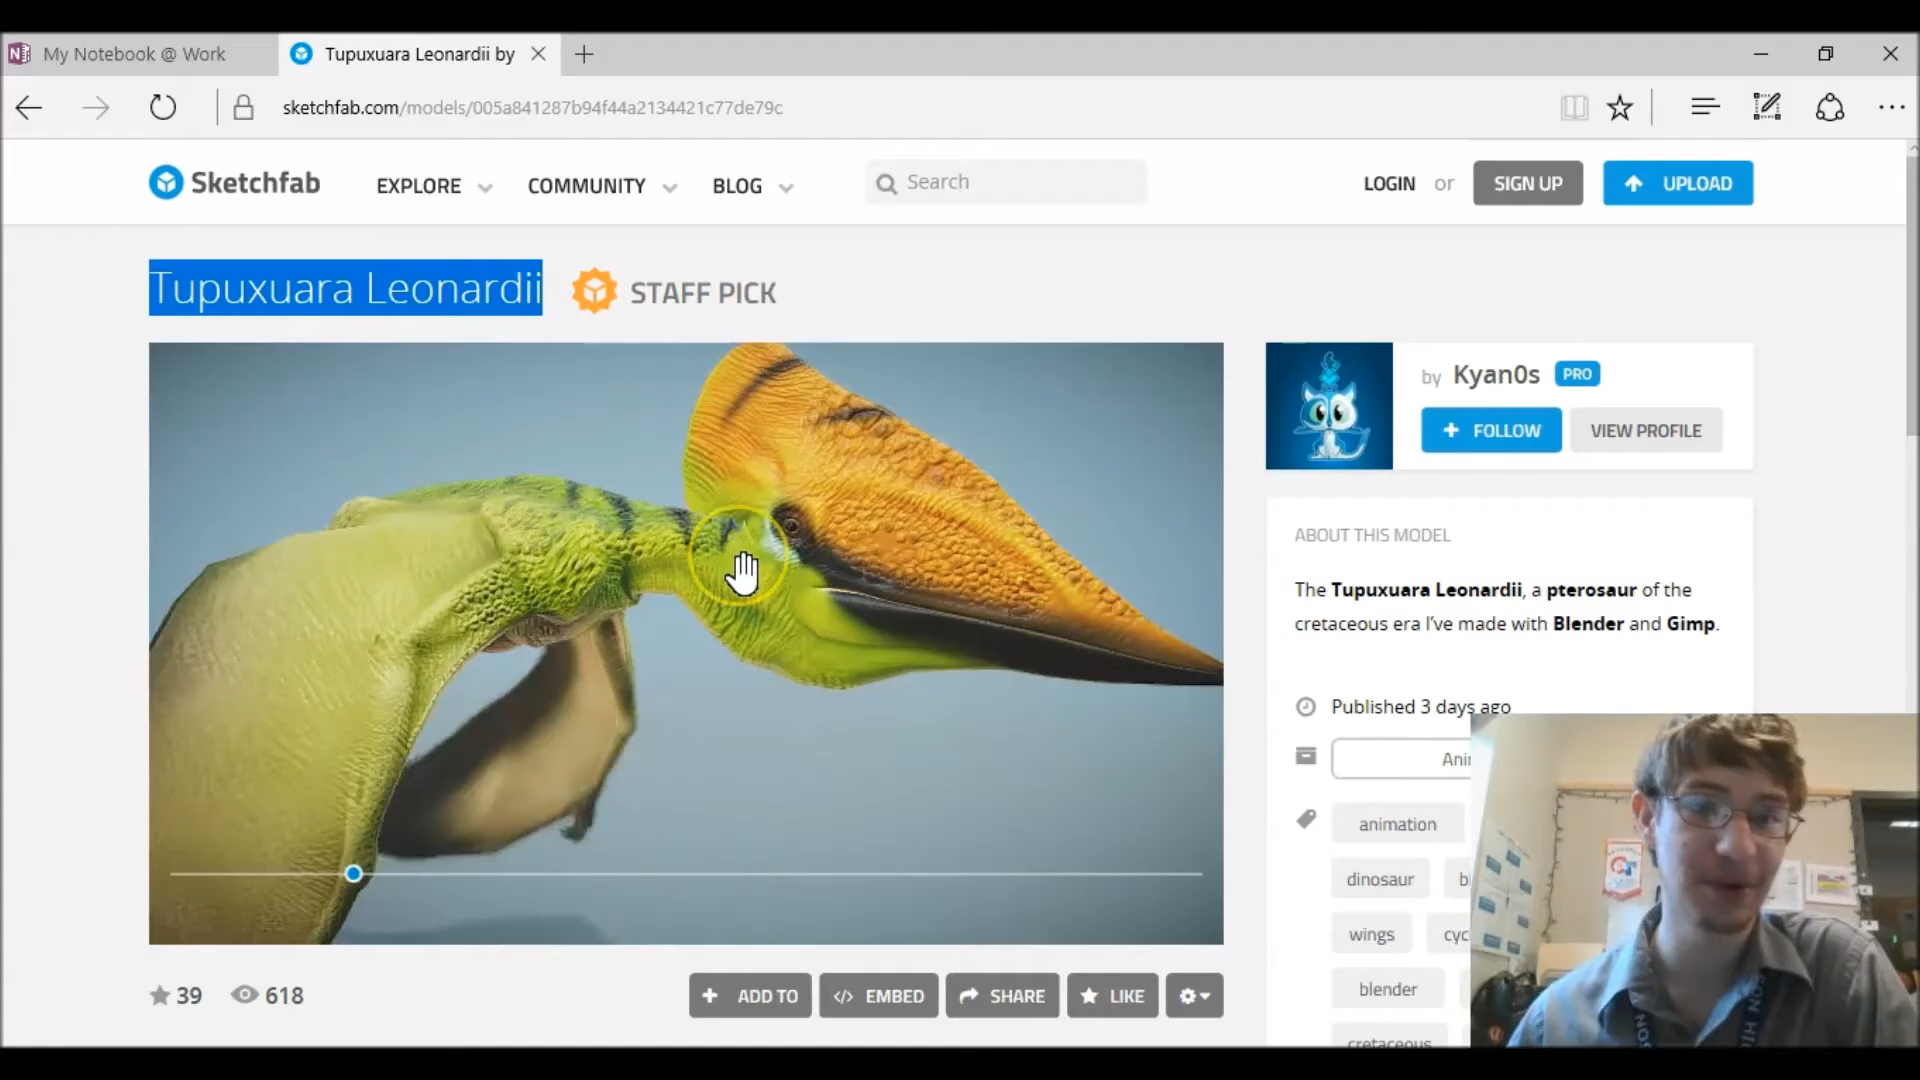 My Notebook @ Work
Tupuxuara Leonardii by
sketchfab.com/models/005a841287b94f44a2134421c77de79c
Sketchfab
EXPLORE
COMMUNITY
BLOG
Search
LOGIN or
SIGN UP
UPLOAD
Tupuxuara Leonardii
STAFF PICK
by Kyan0s PRO
+ FOLLOW
VIEW PROFILE
ABOUT THIS MODEL
The Tupuxuara Leonardii, a pterosaur of the
cretaceous era I've made with Blender and Gimp.
Published 3 days ago
animation
dinosaur
wings
blender
cretaceous
39
618
+ ADD TO
</> EMBED
SHARE
LIKE